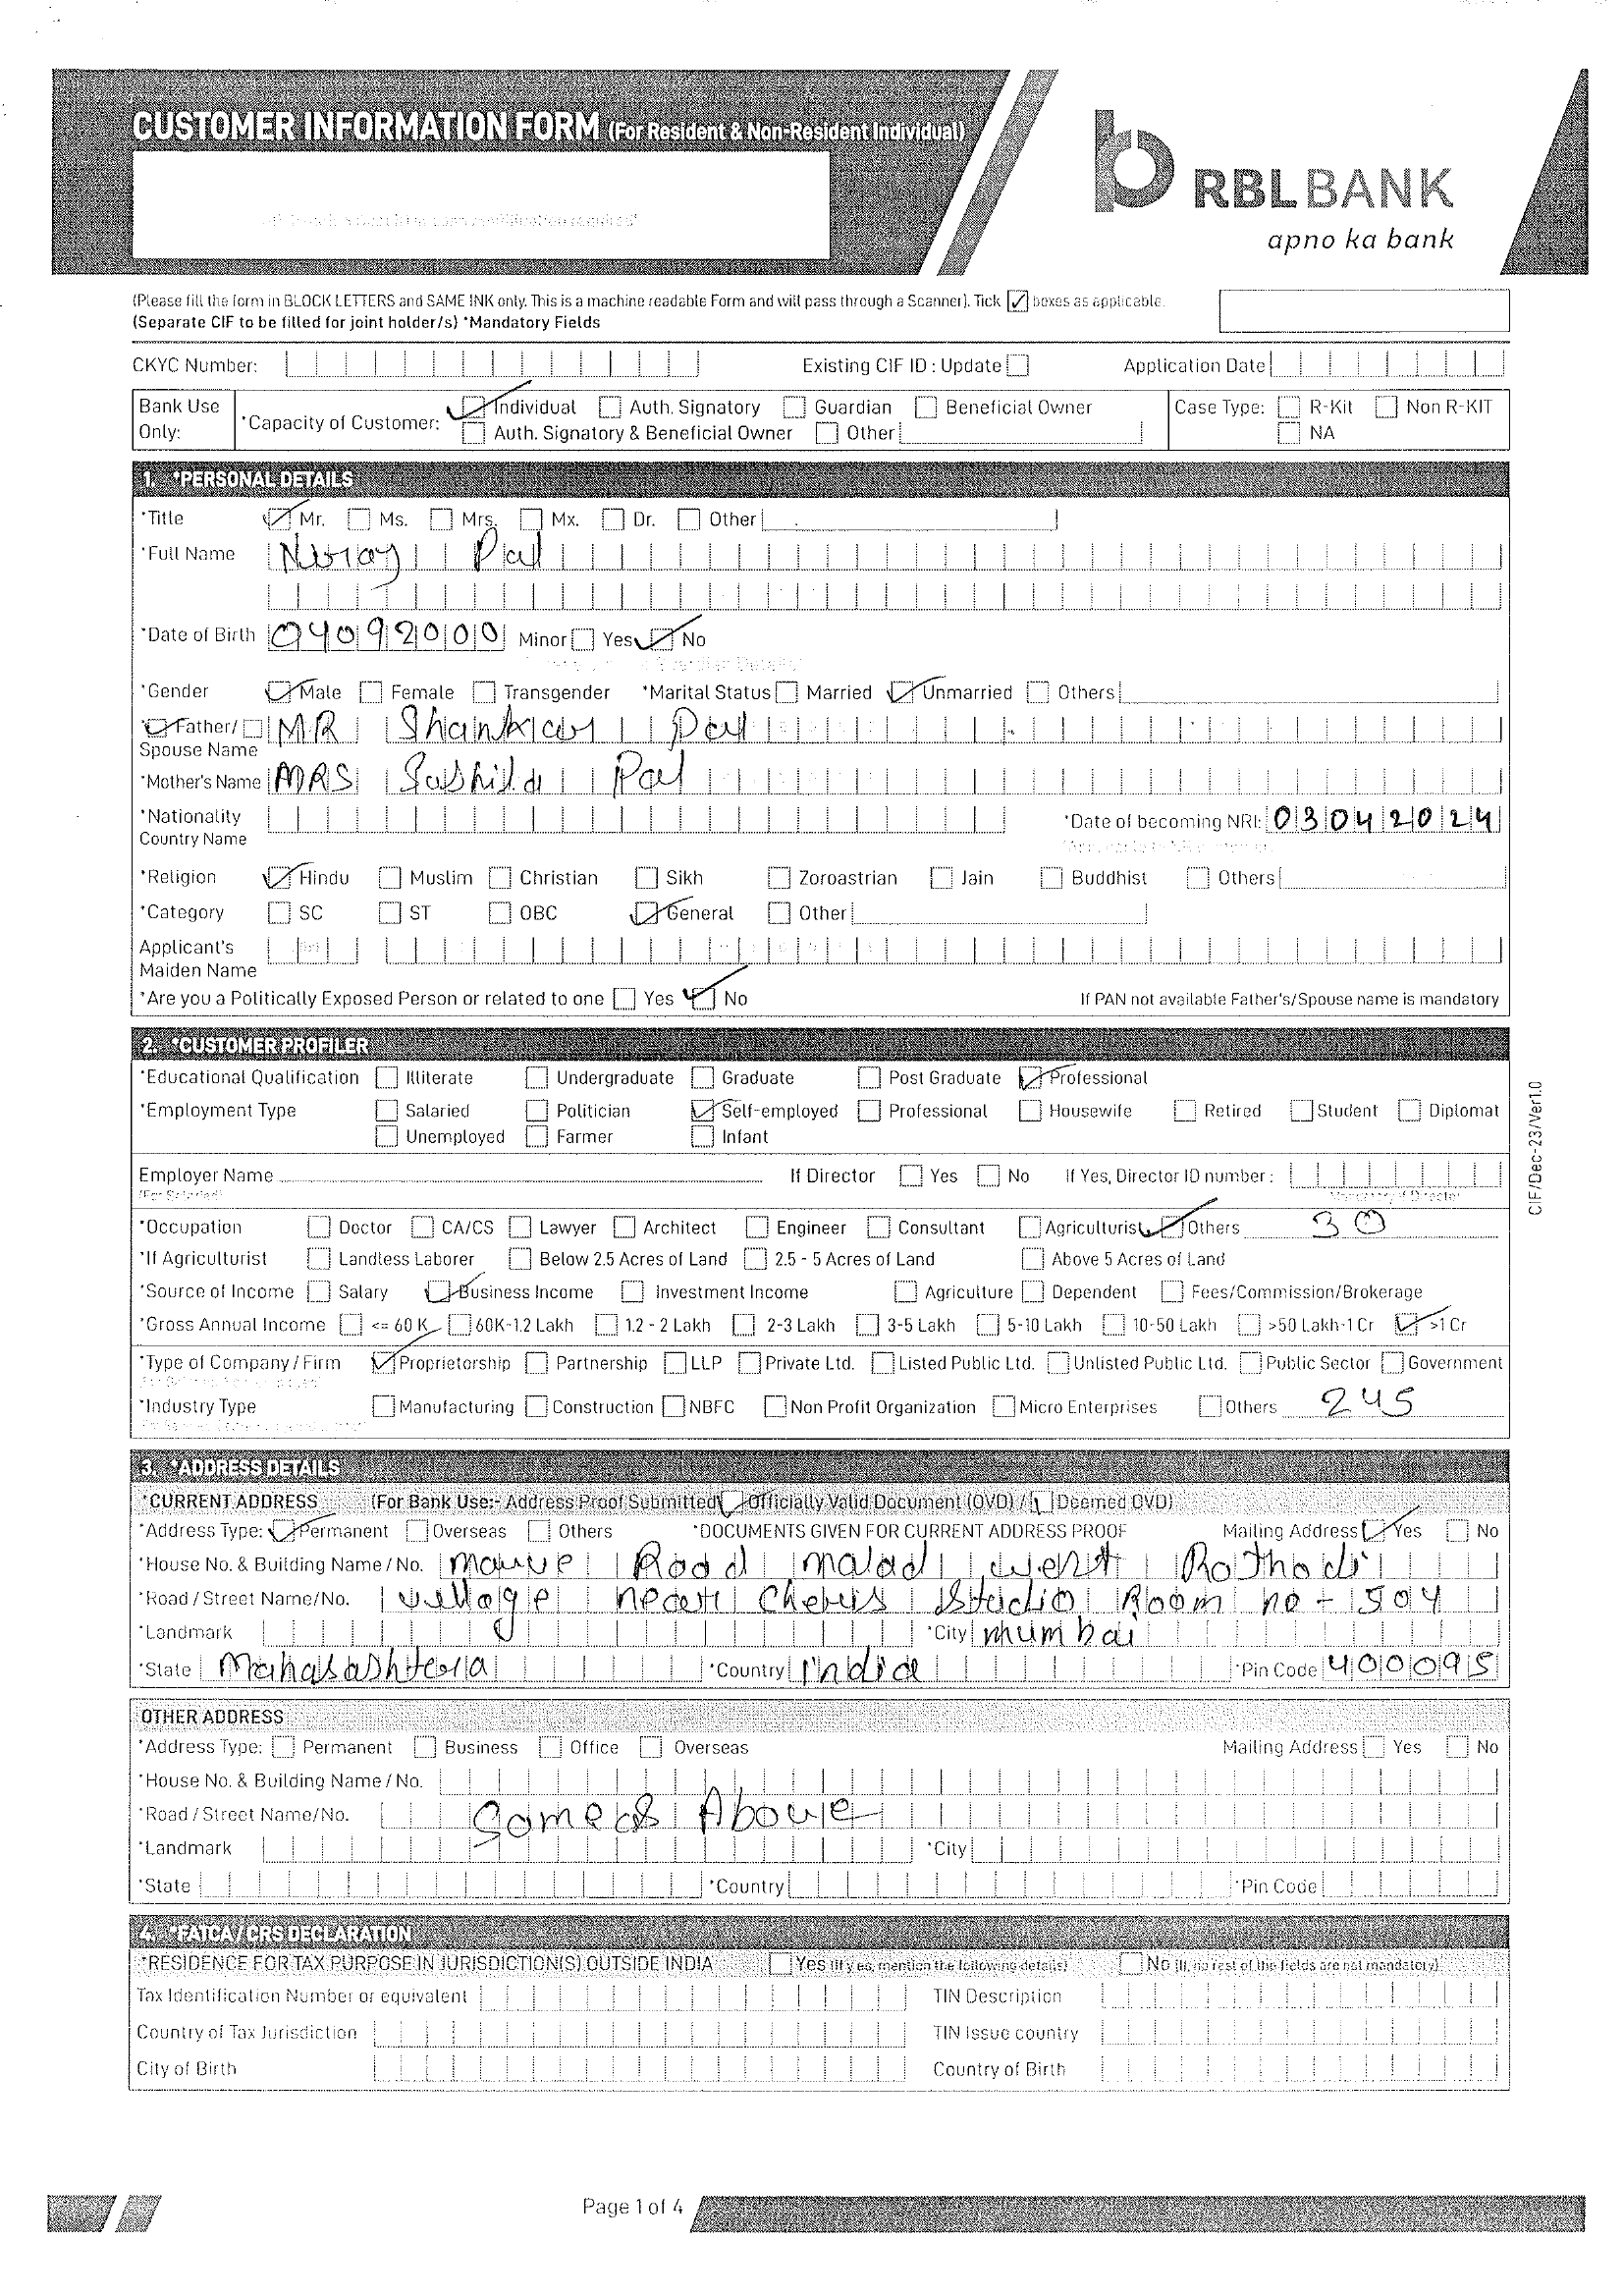 CUSTOMER INFORMATION FORM (For Resident & Non-Resident Individual)
RBLBANK
apno ka bank
(Please fill the form in BLOCK LETTERS and SAME INK only. This is a machine readable Form and will pass through a Scanner). Tick ✓ boxes as applicable.
(Separate CIF to be filled for joint holder/s) *Mandatory Fields
CKYC Number: Existing CIF ID : Update Application Date
Bank Use Only: *Capacity of Customer: Individual Auth. Signatory Guardian Beneficial Owner Case Type: R-Kit Non R-KIT
Auth. Signatory & Beneficial Owner Other NA
1. *PERSONAL DETAILS
*Title Mr. Ms. Mrs. Mx. Dr. Other
*Full Name Pal
*Date of Birth 04092000 Minor Yes No
*Gender Male Female Transgender *Marital Status Married Unmarried Others
*Father/ Spouse Name MR Shankar Pal
*Mother's Name MRS Pal
*Nationality Country Name *Date of becoming NRI: 03042024
*Religion Hindu Muslim Christian Sikh Zoroastrian Jain Buddhist Others
*Category SC ST OBC General Other
Applicant's Maiden Name
*Are you a Politically Exposed Person or related to one Yes No If PAN not available Father's/Spouse name is mandatory
2. *CUSTOMER PROFILER
*Educational Qualification Illiterate Undergraduate Graduate Post Graduate Professional
*Employment Type Salaried Politician Self-employed Professional Housewife Retired Student Diplomat
Unemployed Farmer Infant
Employer Name If Director Yes No If Yes, Director ID number :
(For Salaried) Mandatory if Director
*Occupation Doctor CA/CS Lawyer Architect Engineer Consultant Agriculturist Others 30
*If Agriculturist Landless Laborer Below 2.5 Acres of Land 2.5 - 5 Acres of Land Above 5 Acres of Land
*Source of Income Salary Business Income Investment Income Agriculture Dependent Fees/Commission/Brokerage
*Gross Annual Income <= 60 K 60K-1.2 Lakh 1.2 - 2 Lakh 2-3 Lakh 3-5 Lakh 5-10 Lakh 10-50 Lakh >50 Lakh-1 Cr >1 Cr
*Type of Company / Firm Proprietorship Partnership LLP Private Ltd. Listed Public Ltd. Unlisted Public Ltd. Public Sector Government
*Industry Type Manufacturing Construction NBFC Non Profit Organization Micro Enterprises Others 245
3. *ADDRESS DETAILS
*CURRENT ADDRESS (For Bank Use:- Address Proof Submitted Officially Valid Document (OVD) / Deemed OVD)
*Address Type: Permanent Overseas Others *DOCUMENTS GIVEN FOR CURRENT ADDRESS PROOF Mailing Address Yes No
*House No. & Building Name / No. Marve Road malad west Rathodi
*Road / Street Name/No. village near Studio Room no - 504
*Landmark *City mumbai
*State *Country india *Pin Code 400095
OTHER ADDRESS
*Address Type: Permanent Business Office Overseas Mailing Address Yes No
*House No. & Building Name / No.
*Road / Street Name/No. Same as Above
*Landmark *City
*State *Country *Pin Code
4. *FATCA / CRS DECLARATION
*RESIDENCE FOR TAX PURPOSE IN JURISDICTION(S) OUTSIDE INDIA Yes (If yes, mention the following details) No (If, no rest of the fields are not mandatory)
Tax Identification Number or equivalent TIN Description
Country of Tax Jurisdiction TIN Issue country
City of Birth Country of Birth
CIF/Dec-23/Ver1.0
Page 1 of 4